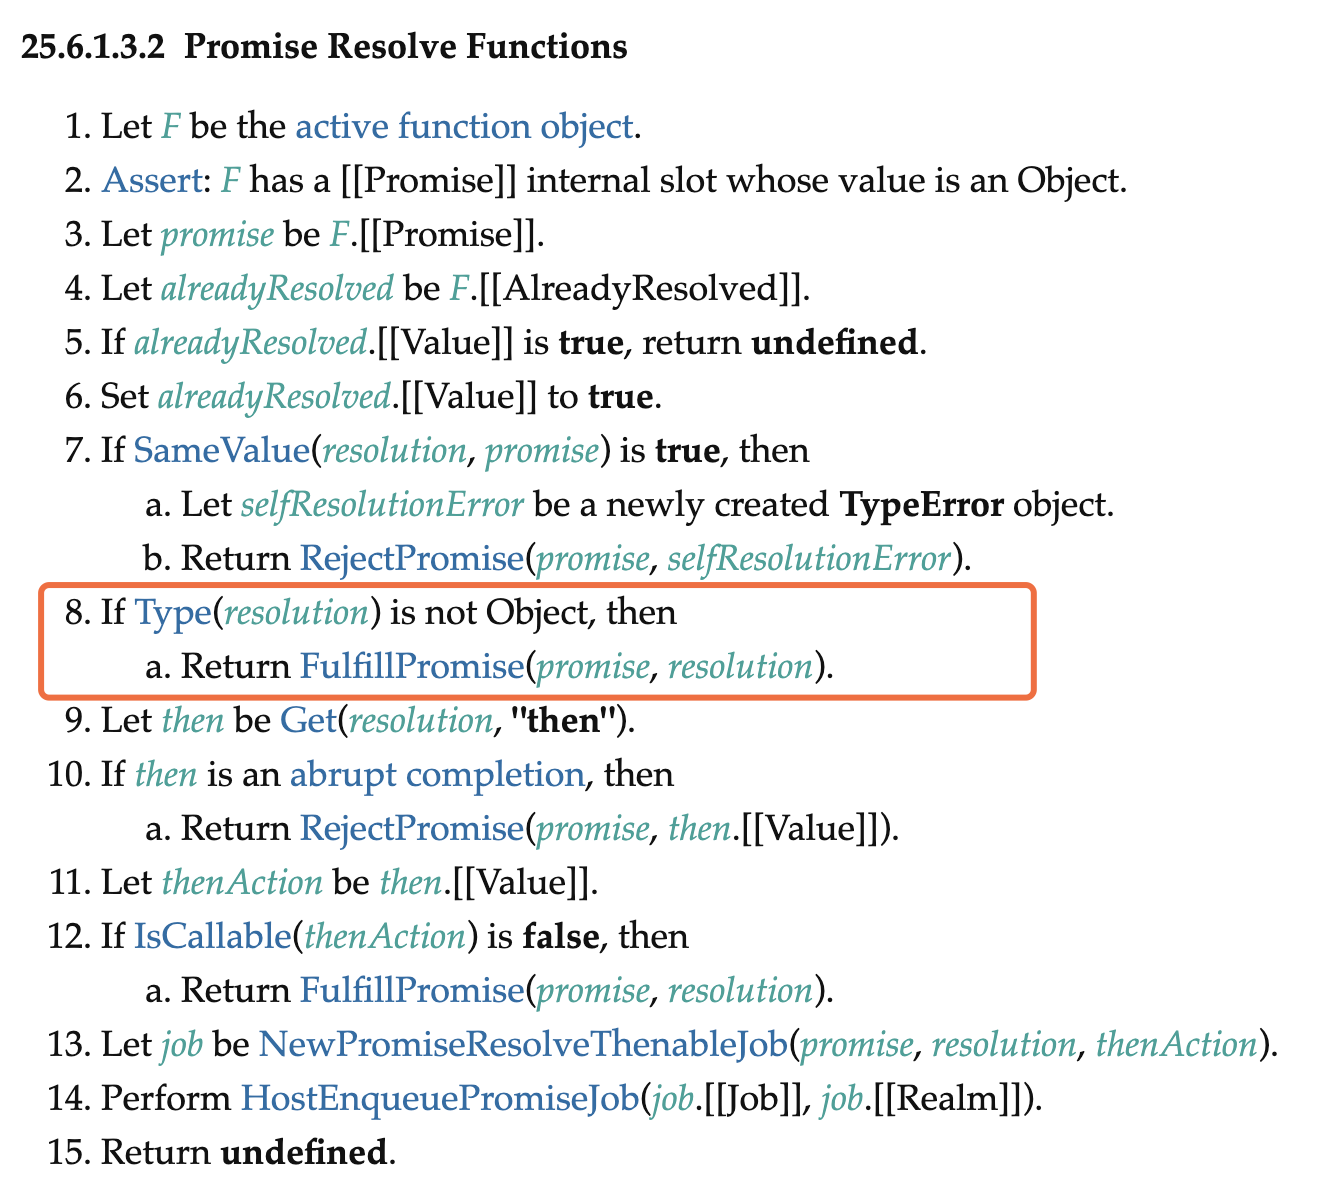 25.6.1.3.2 Promise Resolve Functions
1. Let F be the active function object.
2. Assert: F has a [[Promise]] internal slot whose value is an Object.
3. Let promise be F.[[Promise]].
4. Let alreadyResolved be F.[[AlreadyResolved]].
5. If alreadyResolved.[[Value]] is true, return undefined.
6. Set alreadyResolved.[[Value]] to true.
7. If SameValue(resolution, promise) is true, then
a. Let selfResolutionError be a newly created TypeError object.
b. Return RejectPromise(promise, selfResolutionError).
8. If Type(resolution) is not Object, then
a. Return FulfillPromise(promise, resolution).
9. Let then be Get(resolution, "then").
10. If then is an abrupt completion, then
a. Return RejectPromise(promise, then.[[Value]]).
11. Let thenAction be then.[[Value]].
12. If IsCallable(thenAction) is false, then
a. Return FulfillPromise(promise, resolution).
13. Let job be NewPromiseResolveThenableJob(promise, resolution, thenAction).
14. Perform HostEnqueuePromiseJob(job.[[Job]], job.[[Realm]]).
15. Return undefined.